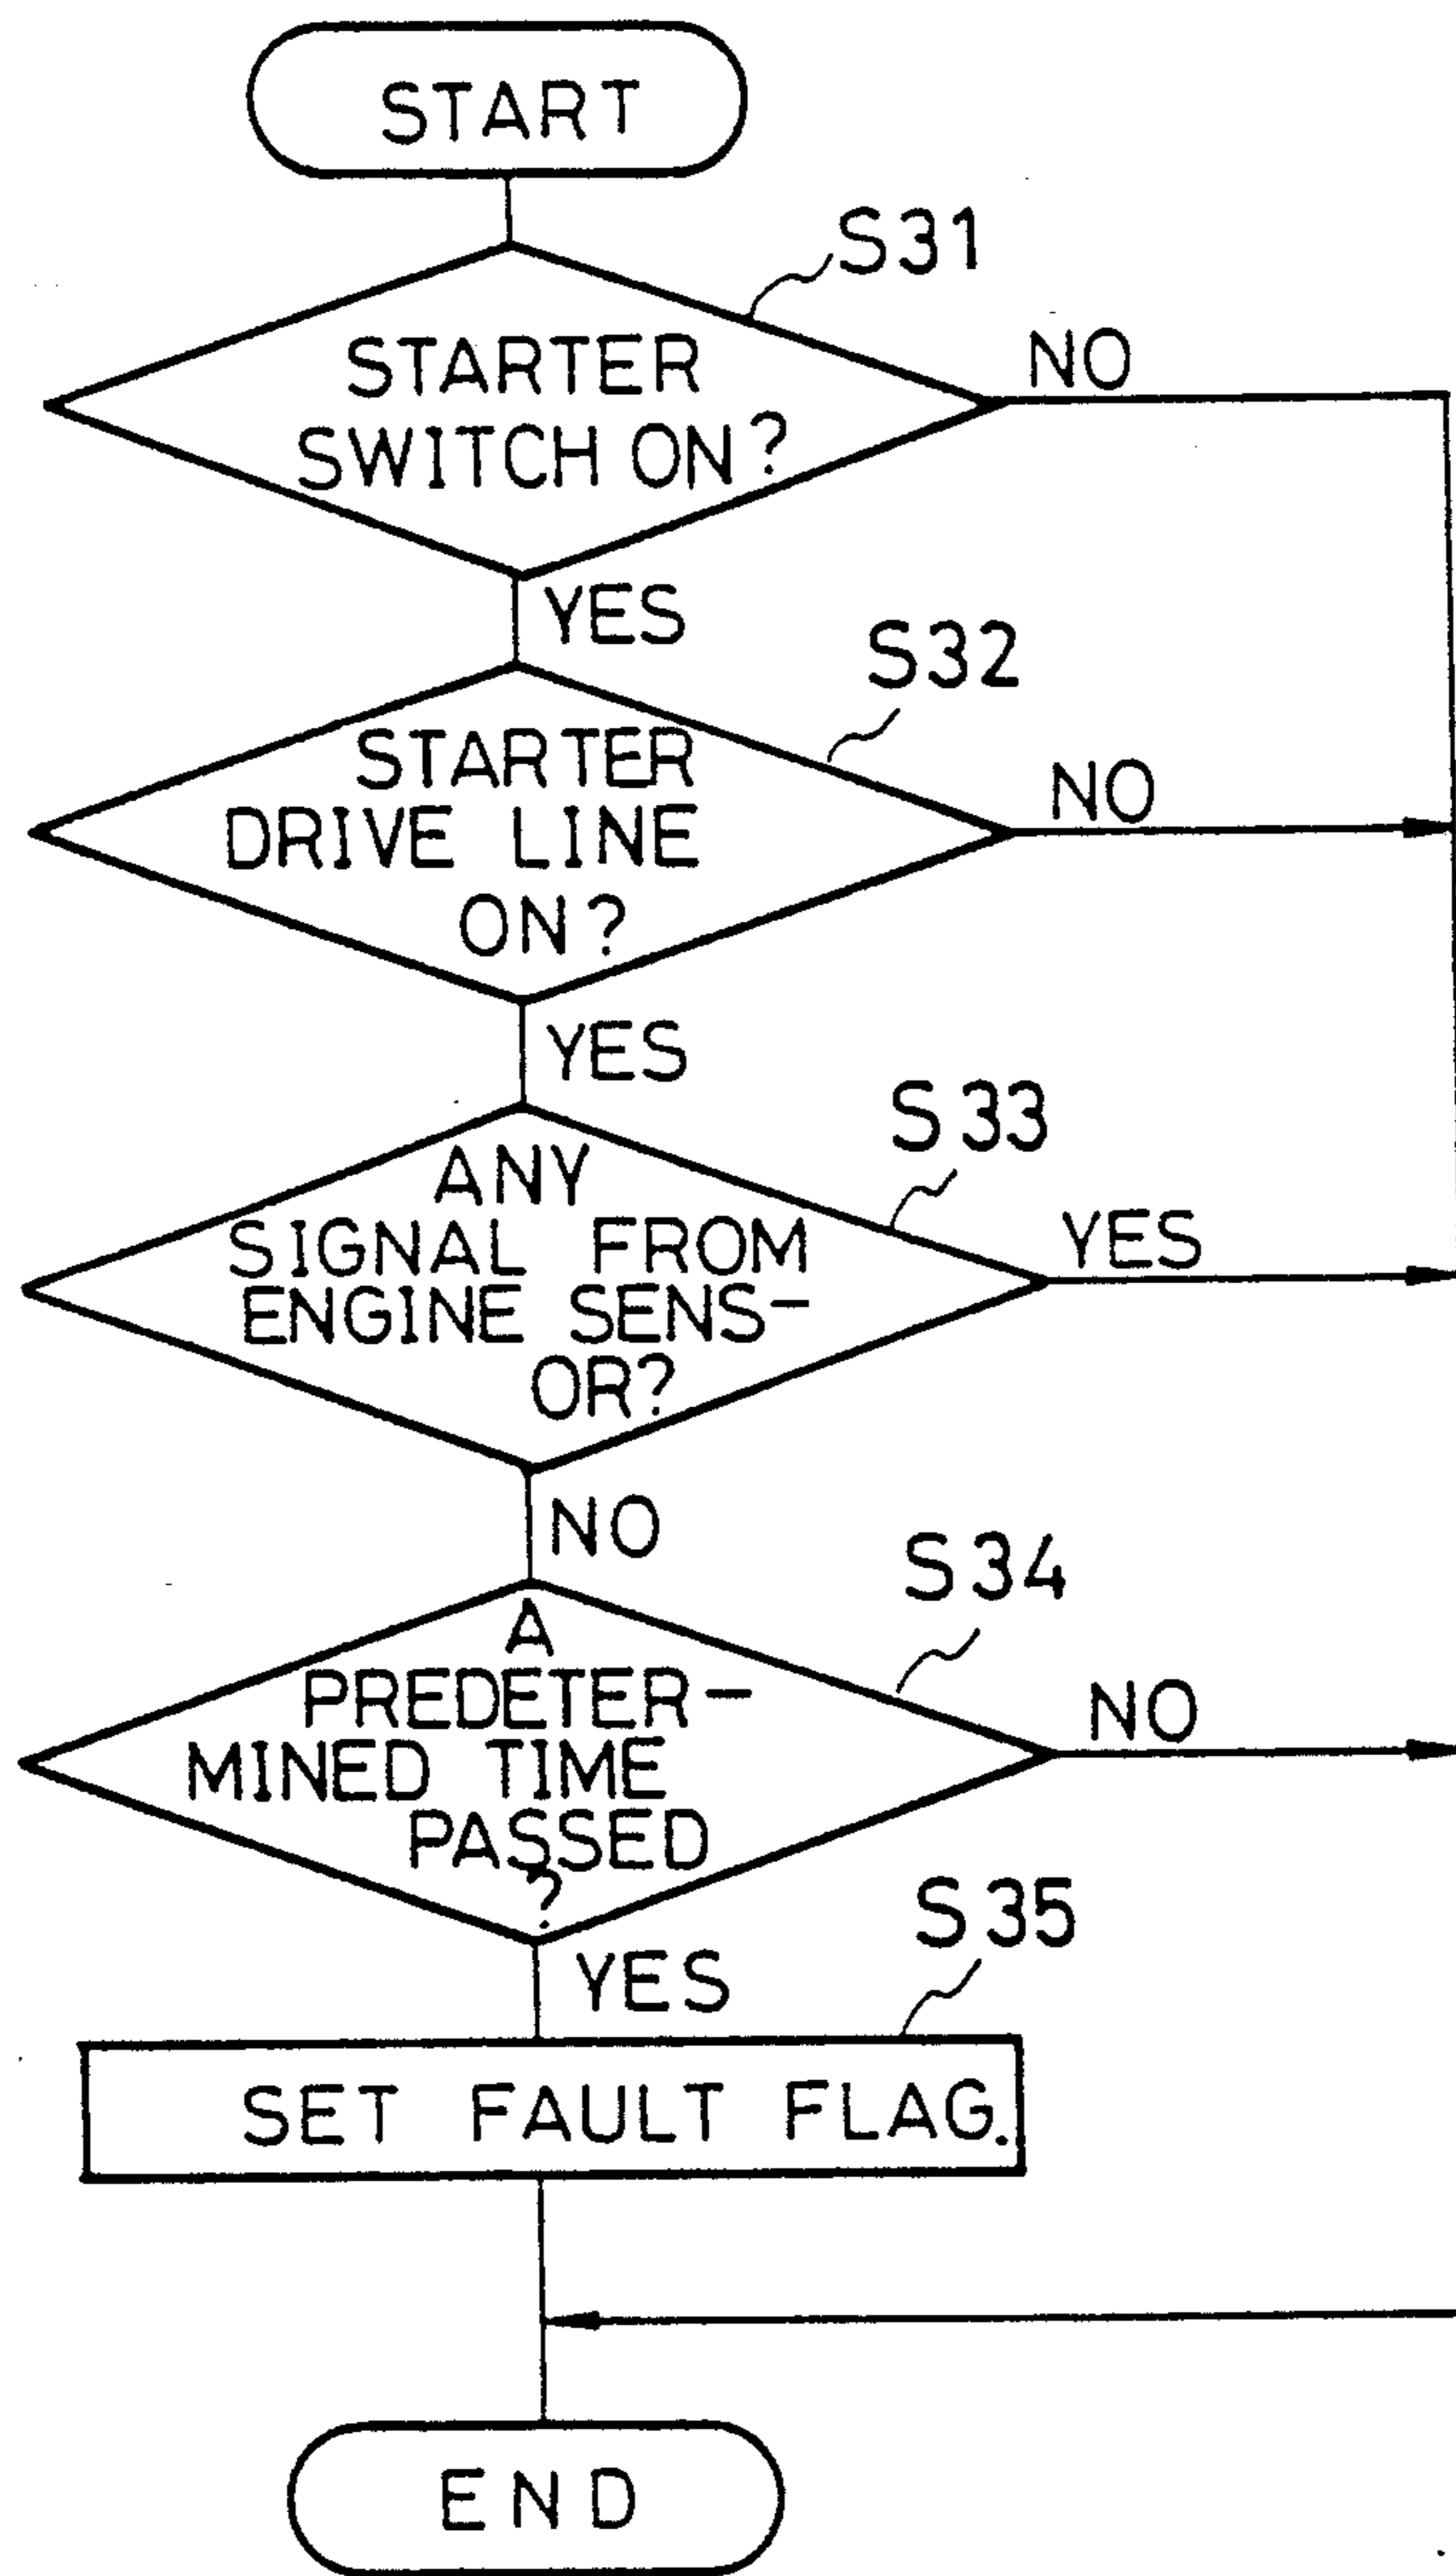 START
S31
STARTER
SWITCH ON?
NO
YES
S32
STARTER
DRIVE LINE
ON?
NO
YES
S33
ANY
SIGNAL FROM
ENGINE SENS-
OR?
YES
NO
S34
A
PREDETER-
MINED TIME
PASSED
?
NO
YES
S35
SET FAULT FLAG.
END